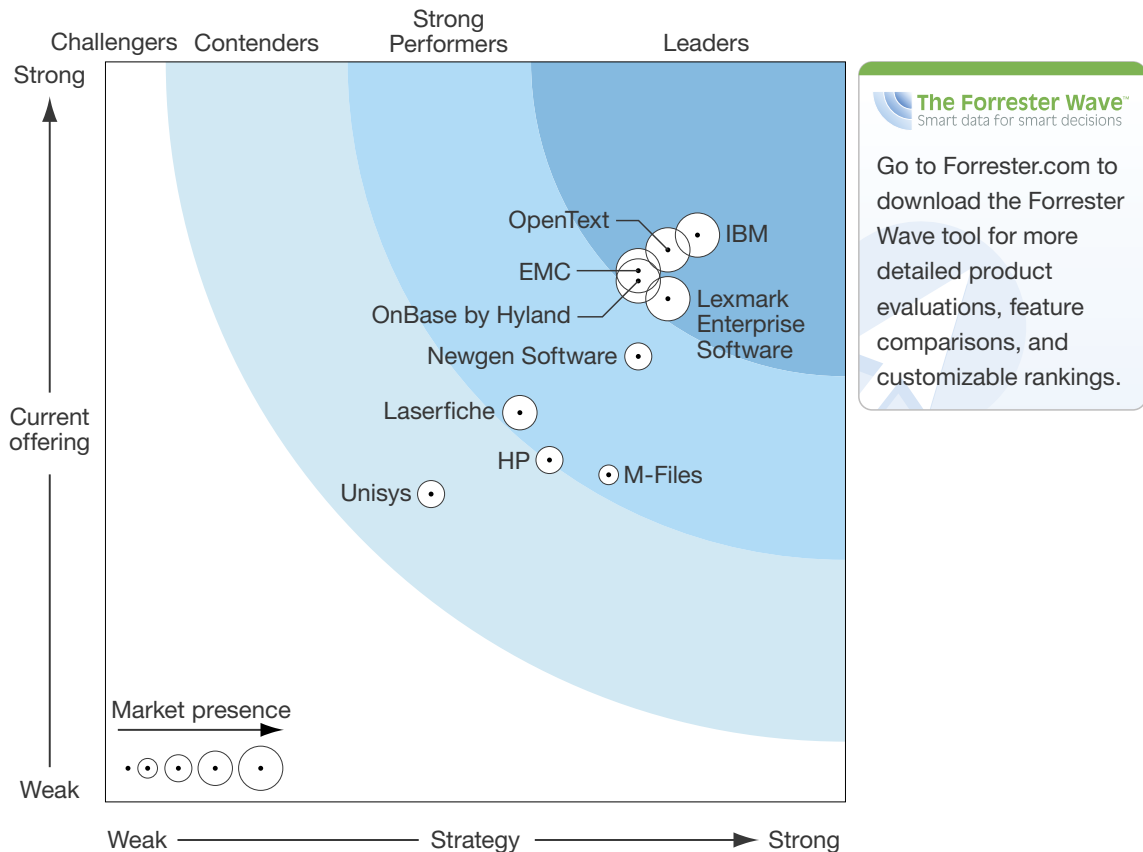 Challengers
Contenders
Strong
Performers
Leaders
Strong
Current
offering
Weak
OpenText
IBM
EMC
OnBase by Hyland
Lexmark
Enterprise
Software
Newgen Software
Laserfiche
HP
M-Files
Unisys
Market presence
Weak
Strategy
Strong
The Forrester Wave™
Smart data for smart decisions
Go to Forrester.com to
download the Forrester
Wave tool for more
detailed product
evaluations, feature
comparisons, and
customizable rankings.